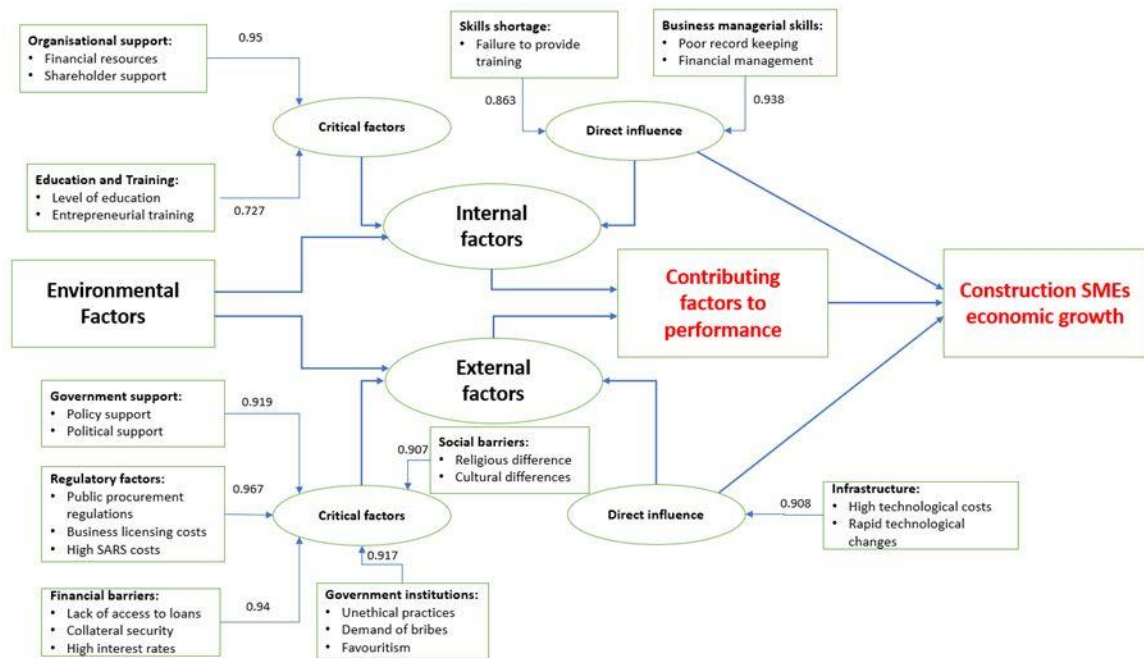 Organisational support:
• Financial resources
• Shareholder support
0.95
Critical factors
Education and Training:
• Level of education
• Entrepreneurial training
0.727
Skills shortage:
• Failure to provide
training
0.863
Business managerial skills:
• Poor record keeping
• Financial management
0.938
Direct influence
Internal
factors
Environmental
Factors
Contributing
factors to
performance
Construction SMEs
economic growth
External
factors
Government support:
• Policy support
• Political support
0.919
Regulatory factors:
• Public procurement
regulations
• Business licensing costs
• High SARS costs
0.967
Critical factors
Social barriers:
• Religious difference
• Cultural differences
0.907
Direct influence
Infrastructure:
• High technological costs
• Rapid technological
changes
0.908
Financial barriers:
• Lack of access to loans
• Collateral security
• High interest rates
0.94
0.917
Government institutions:
• Unethical practices
• Demand of bribes
• Favouritism